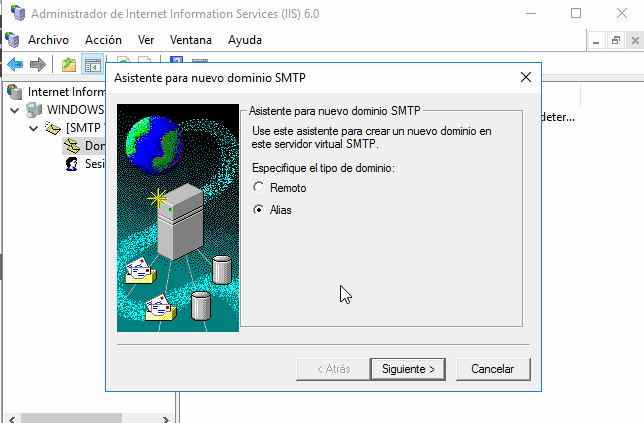 Administrador de Internet Information Services (IIS) 6.0
Archivo Acción Ver Ventana Ayuda
Asistente para nuevo dominio SMTP
Internet Inform
WINDOWS
[SMTP
Dom
Sesi
deter...
Asistente para nuevo dominio SMTP
Use este asistente para crear un nuevo dominio en
este servidor virtual SMTP.
Especifique el tipo de dominio:
Remoto
Alias
< Atrás Siguiente > Cancelar